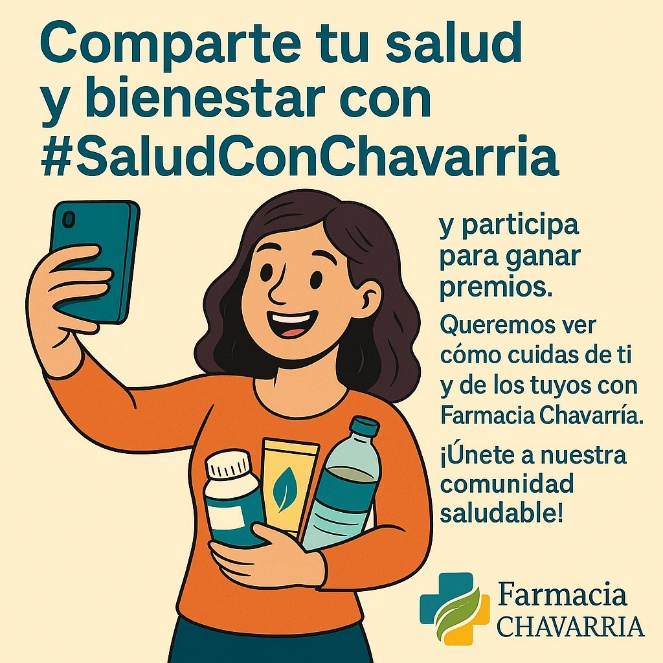 Comparte tu salud
y bienestar con
#SaludConChavarria
y participa
para ganar
premios.
Queremos ver
cómo cuidas de ti
y de los tuyos con
Farmacia Chavarría.
¡Únete a nuestra
comunidad
saludable!
Farmacia
CHAVARRIA